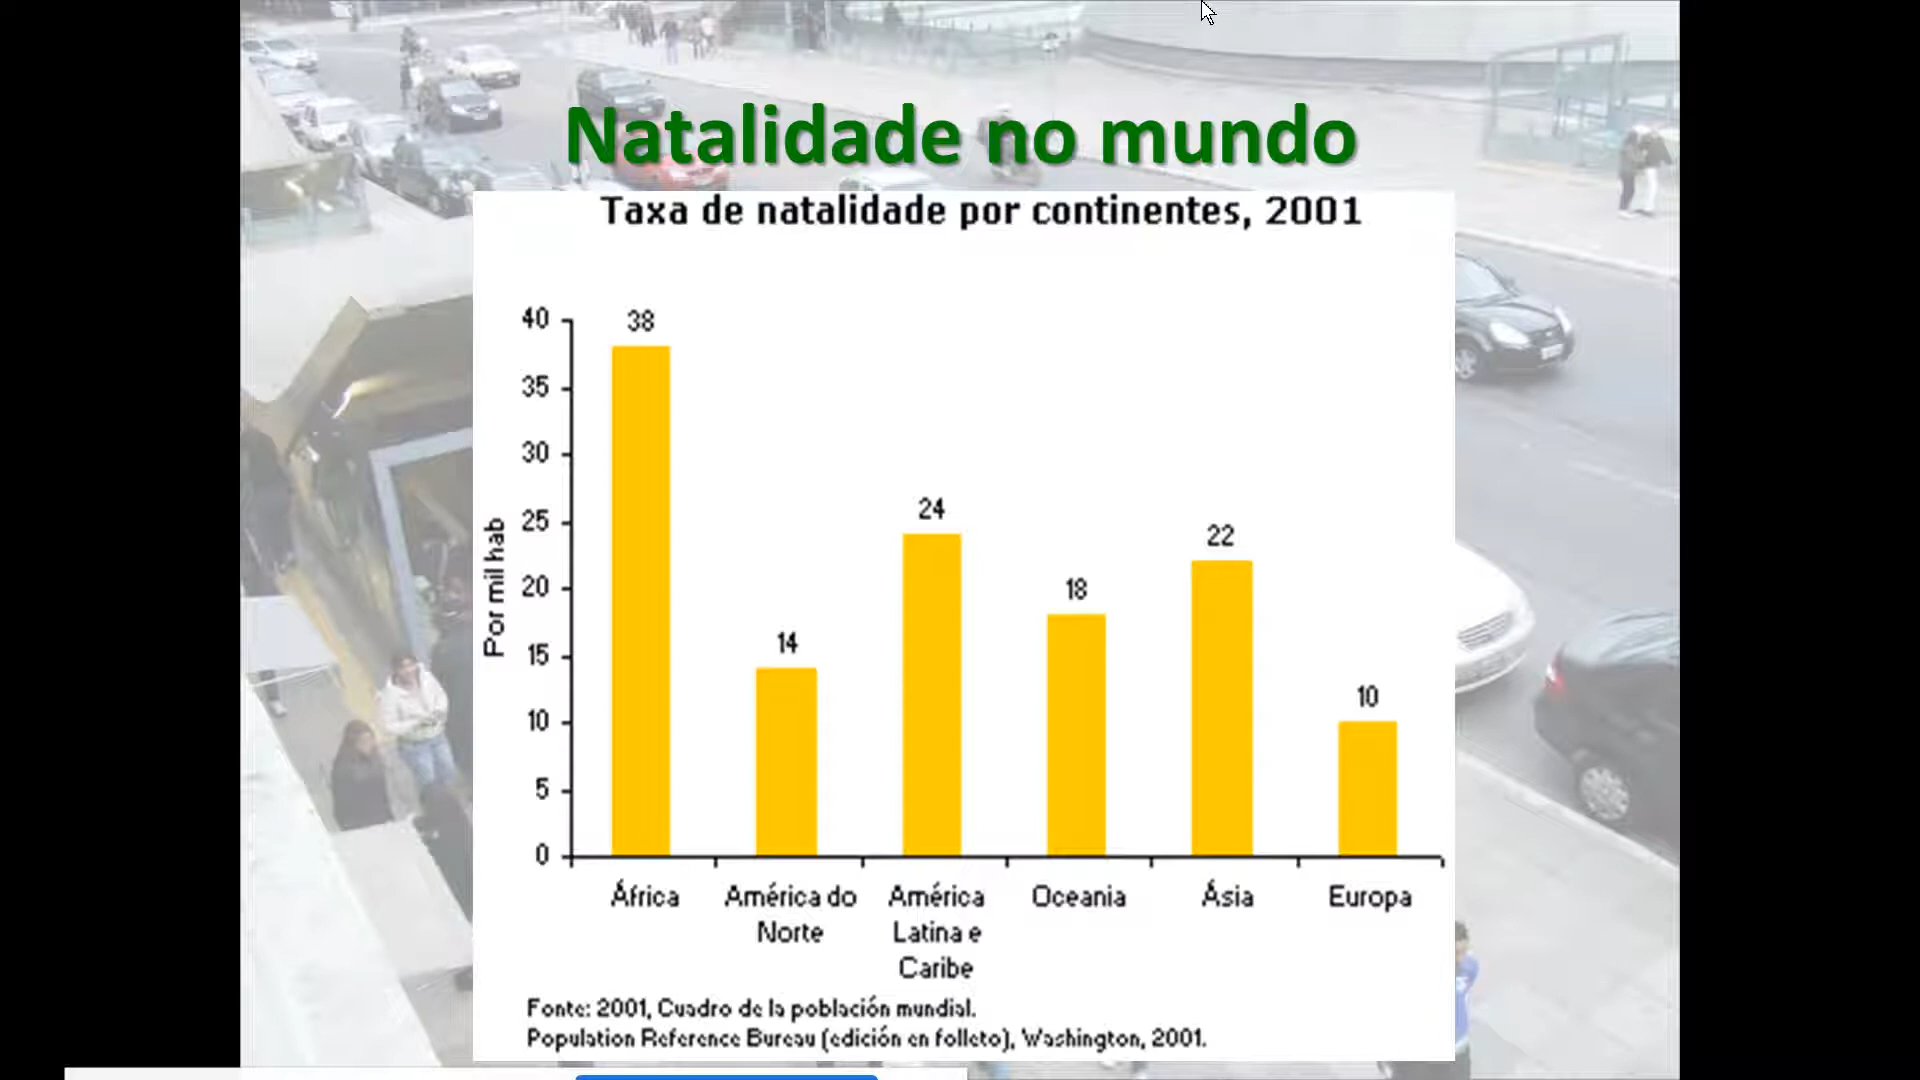 Natalidade no mundo
Taxa de natalidade por continentes, 2001
40
35
30
25
20
15
10
5
0
Por mil hab
38
14
24
18
22
10
África
América do
Norte
América
Latina e
Caribe
Oceania
Ásia
Europa
Fonte: 2001, Cuadro de la población mundial.
Population Reference Bureau (edición en folleto), Washington, 2001.